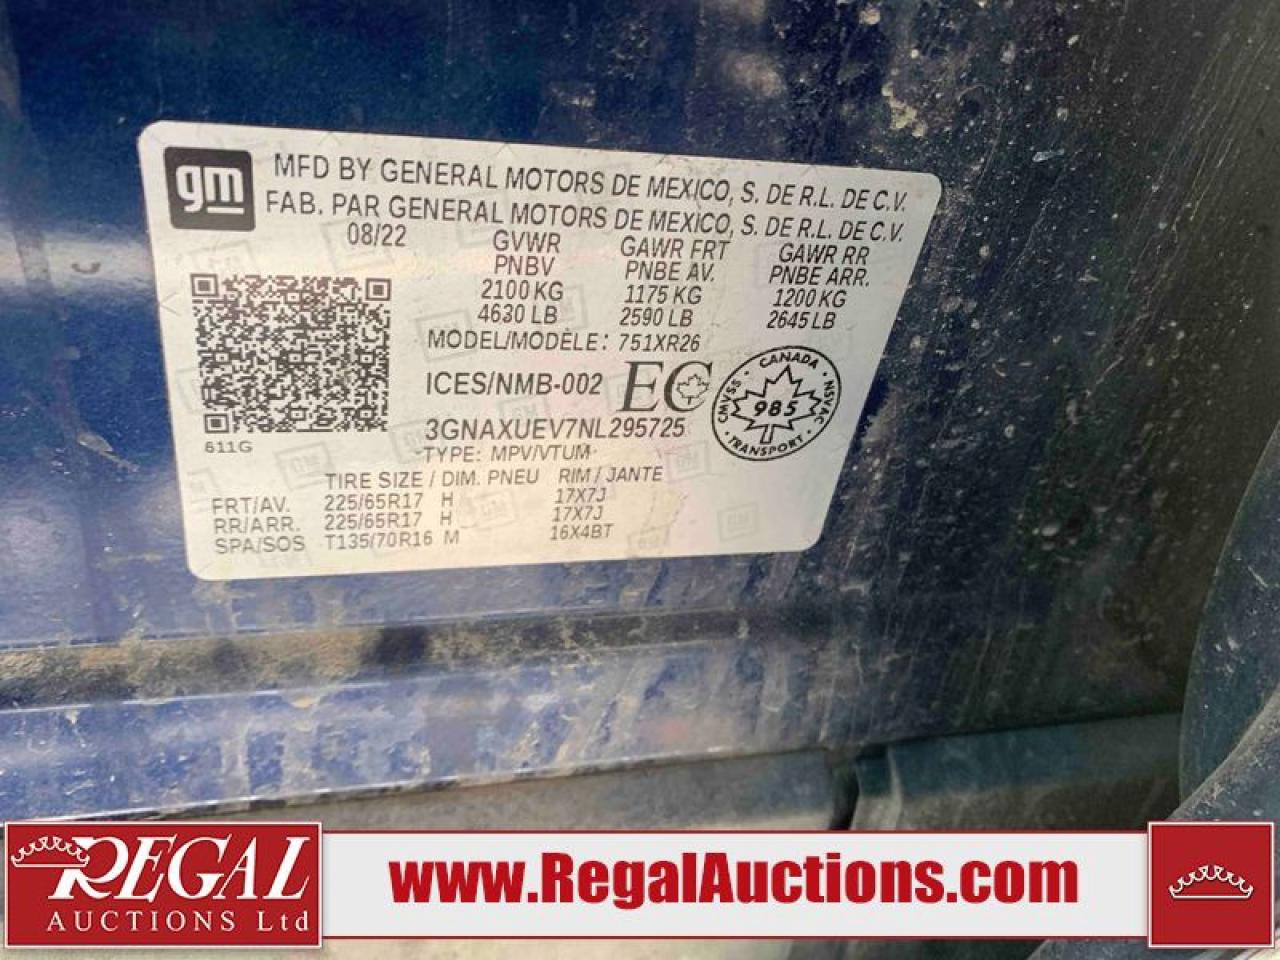 gm
MFD BY GENERAL MOTORS DE MEXICO, S. DE R.L. DE C.V.
FAB. PAR GENERAL MOTORS DE MEXICO, S. DE R.L. DE C.V.
08/22 GVWR GAWR FRT GAWR RR
PNBV PNBE AV. PNBE ARR.
2100 KG 1175 KG 1200 KG
4630 LB 2590 LB 2645 LB
MODEL/MODÈLE: 751XR26
ICES/NMB-002 EC
CANADA
CMVSS 985 NSVAC
TRANSPORT
3GNAXUEV7NL295725
611G
TYPE: MPV/VTUM
TIRE SIZE / DIM. PNEU RIM / JANTE
FRT/AV. 225/65R17 H 17X7J
RR/ARR. 225/65R17 H 17X7J
SPA/SOS T135/70R16 M 16X4BT
REGAL
AUCTIONS Ltd
www.RegalAuctions.com